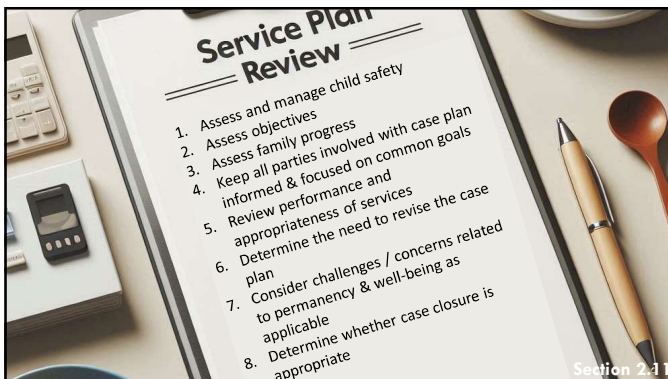 Service Plan
Review
1. Assess and manage child safety
2. Assess objectives
3. Assess family progress
4. Keep all parties involved with case plan
informed & focused on common goals
5. Review performance and
appropriateness of services
6. Determine the need to revise the case
plan
7. Consider challenges / concerns related
to permanency & well-being as
applicable
8. Determine whether case closure is
appropriate
Section